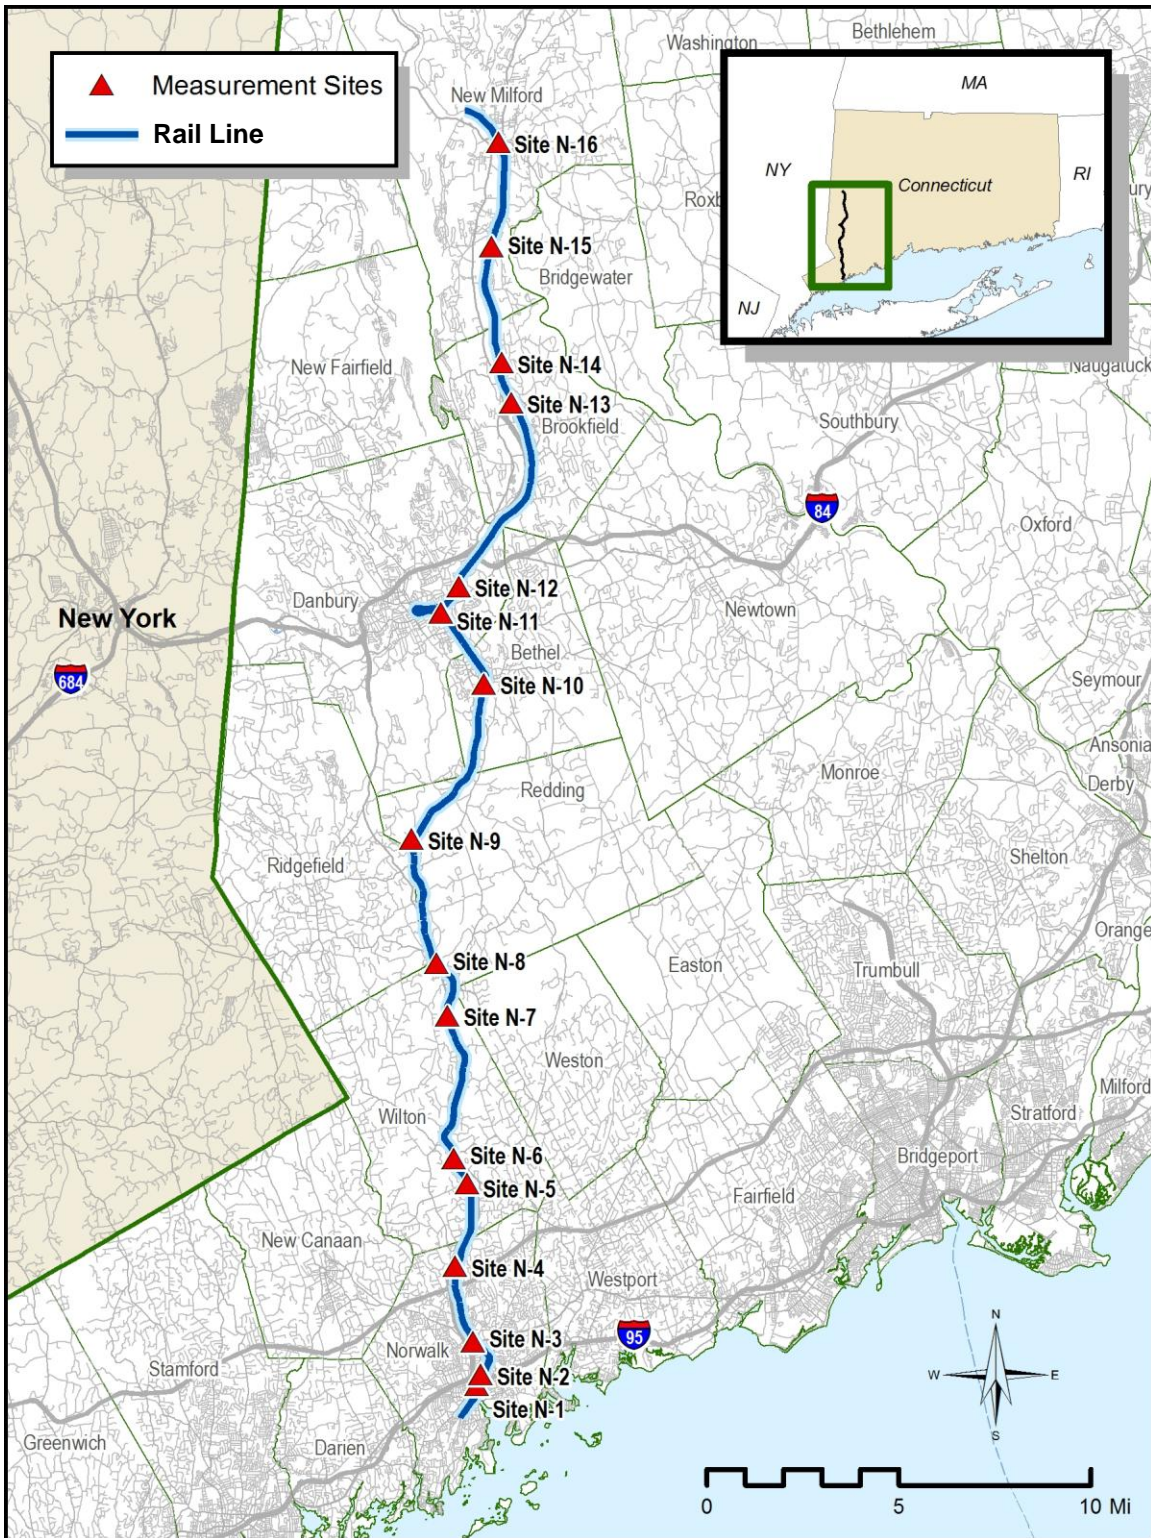 Measurement Sites
Rail Line
Washington
Bethlehem
MA
NY
Connecticut
RI
NJ
New Milford
Site N-16
Site N-15
Bridgewater
Site N-14
New Fairfield
Site N-13
Brookfield
Southbury
Naugatuck
84
Oxford
Site N-12
Danbury
Site N-11
Newtown
New York
Bethel
684
Site N-10
Seymour
Ansonia
Derby
Monroe
Redding
Site N-9
Ridgefield
Shelton
Orange
Site N-8
Easton
Trumbull
Site N-7
Weston
Wilton
Milford
Stratford
Site N-6
Bridgeport
Site N-5
Fairfield
New Canaan
Site N-4
Westport
95
Site N-3
Norwalk
Stamford
Site N-2
Site N-1
Greenwich
Darien
N
W
E
S
0
5
10 Mi